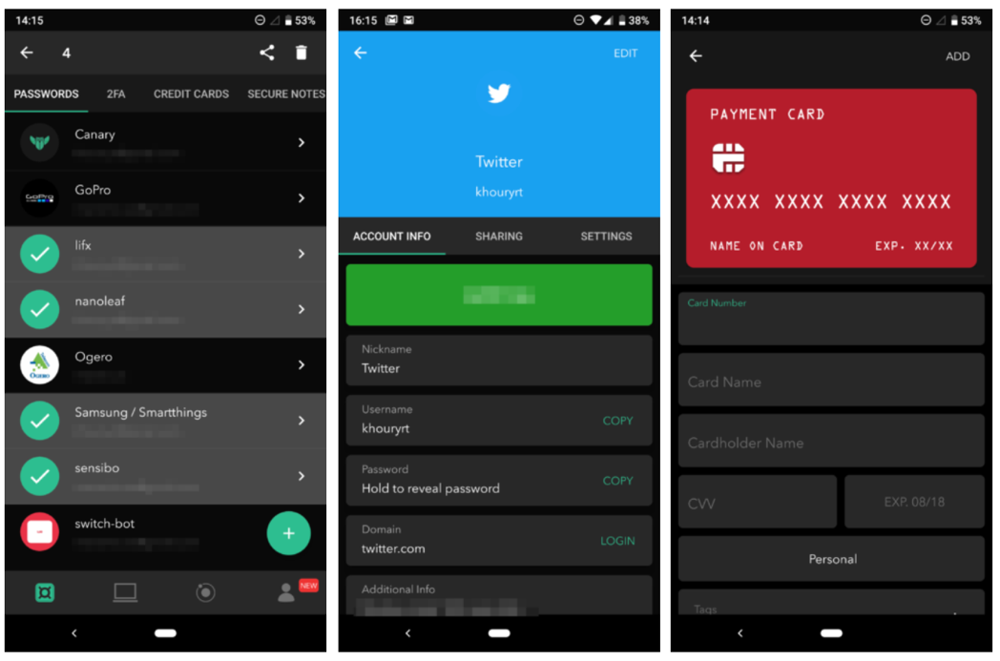 14:15
53%
4
PASSWORDS 2FA CREDIT CARDS SECURE NOTES
Canary
GoPro
GoPro
lifx
nanoleaf
Ogero
OGERO
Samsung / Smartthings
sensibo
switch-bot
+
NEW
16:15
38%
EDIT
Twitter
khouryrt
ACCOUNT INFO SHARING SETTINGS
Nickname
Twitter
Username
khouryrt
COPY
Password
Hold to reveal password
COPY
Domain
twitter.com
LOGIN
Additional Info
14:14
53%
ADD
PAYMENT CARD
XXXX XXXX XXXX XXXX
NAME ON CARD EXP. XX/XX
Card Number
Card Name
Cardholder Name
CVV
EXP. 08/18
Personal
Tags